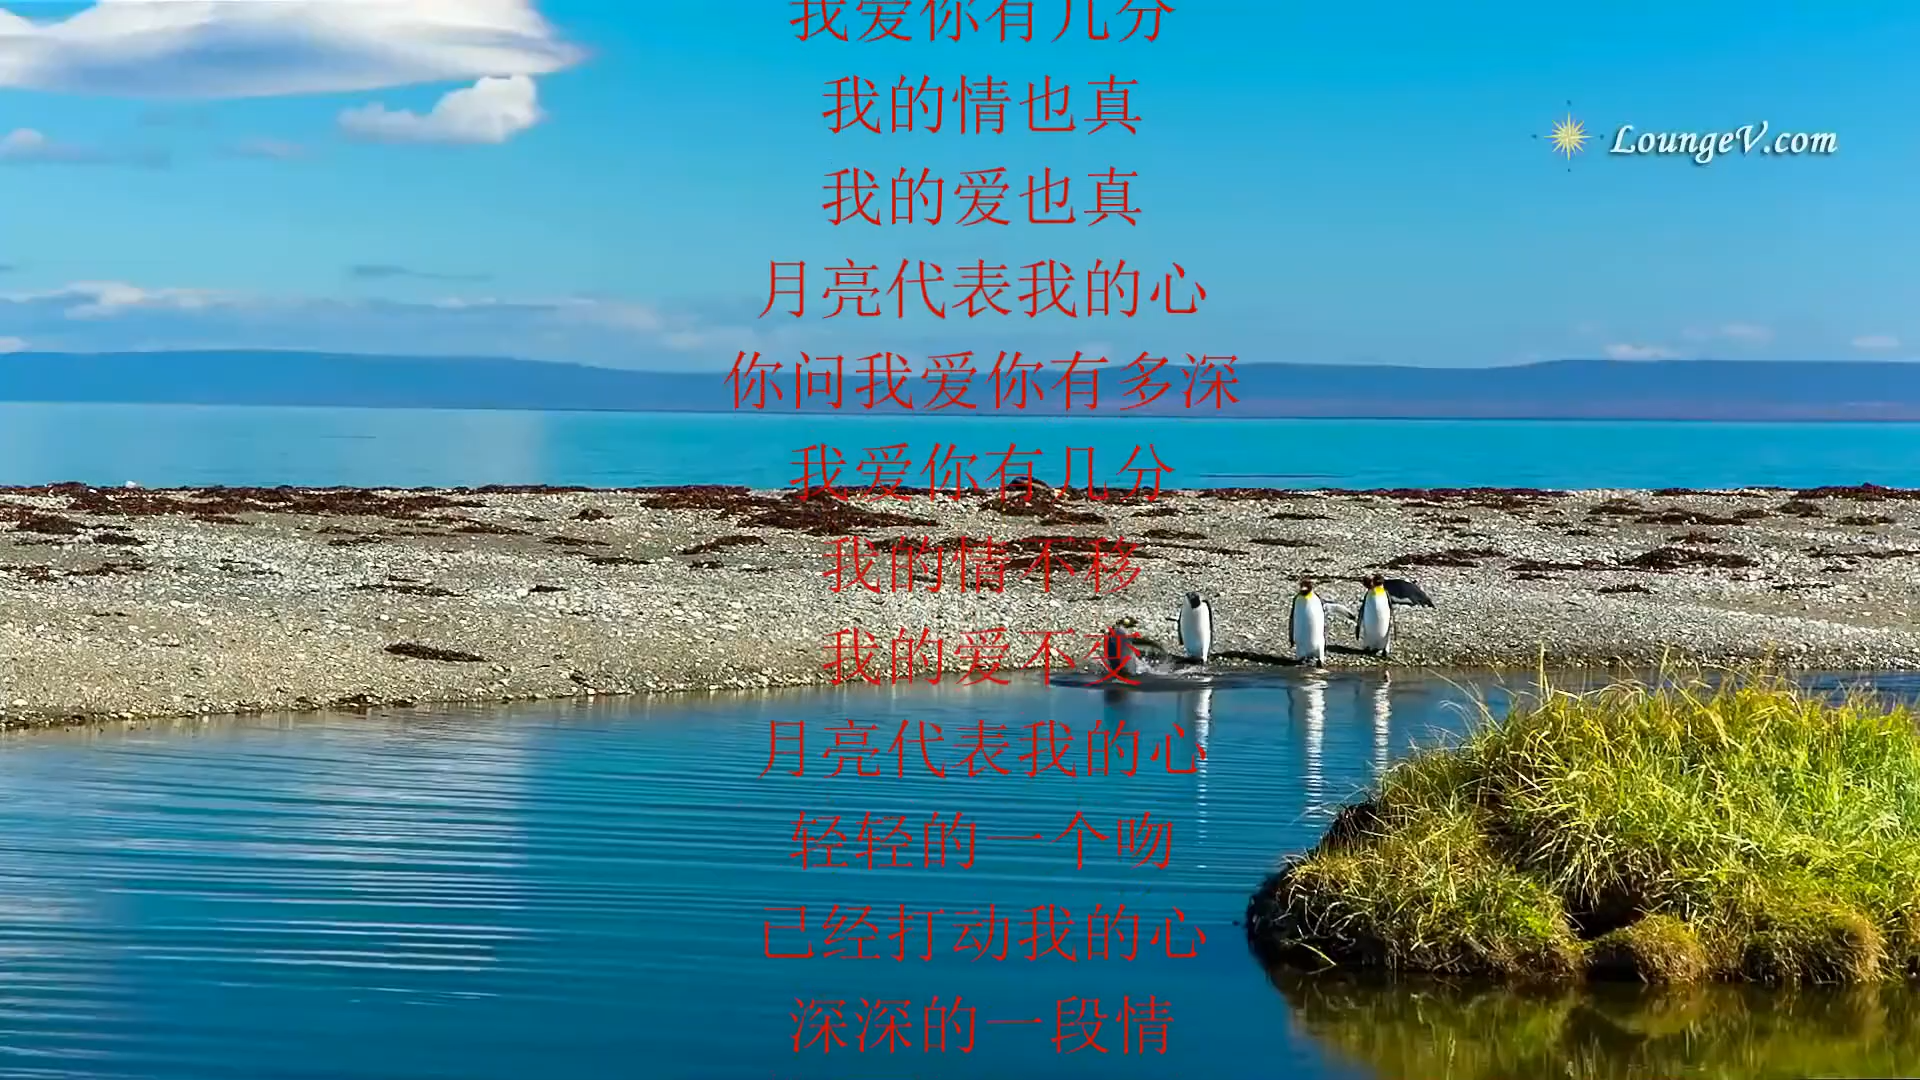 我爱你有几分
我的情也真
LoungeV.com
我的爱也真
月亮代表我的心
你问我爱你有多深
我爱你有几分
我的情不移
我的爱不变
月亮代表我的心
轻轻的一个吻
已经打动我的心
深深的一段情